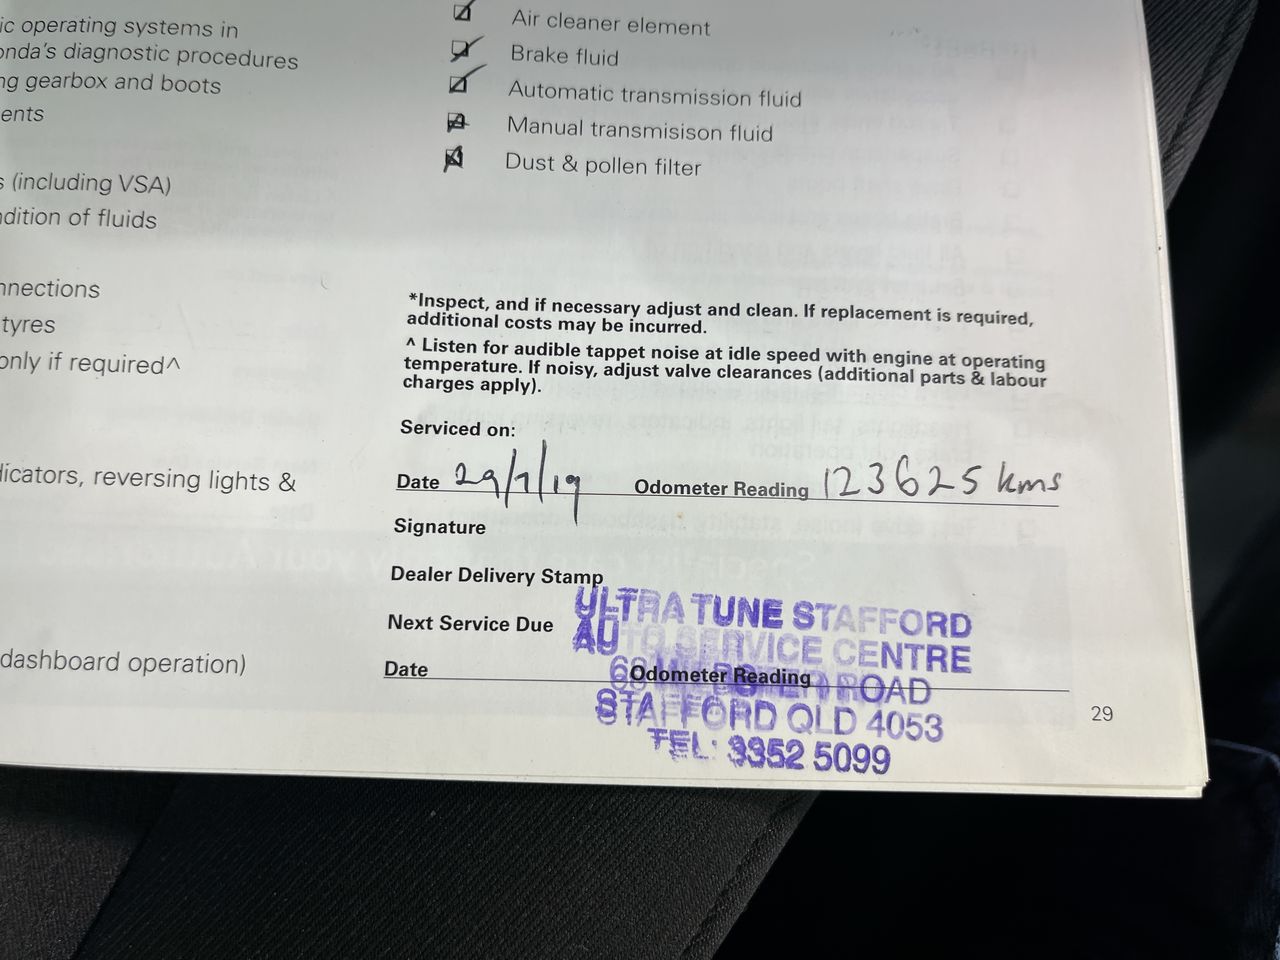 ic operating systems in
onda's diagnostic procedures
ng gearbox and boots
ents
s (including VSA)
ndition of fluids
nnections
tyres
only if required^
dicators, reversing lights &
dashboard operation)
Air cleaner element
Brake fluid
Automatic transmission fluid
Manual transmisison fluid
Dust & pollen filter
*Inspect, and if necessary adjust and clean. If replacement is required,
additional costs may be incurred.
^ Listen for audible tappet noise at idle speed with engine at operating
temperature. If noisy, adjust valve clearances (additional parts & labour
charges apply).
Serviced on:
Date 29/7/19 Odometer Reading 123625 kms
Signature
Dealer Delivery Stamp
Next Service Due
Date Odometer Reading
ULTRA TUNE STAFFORD
AUTO SERVICE CENTRE
ROAD
STAFFORD QLD 4053
TEL: 3352 5099
29